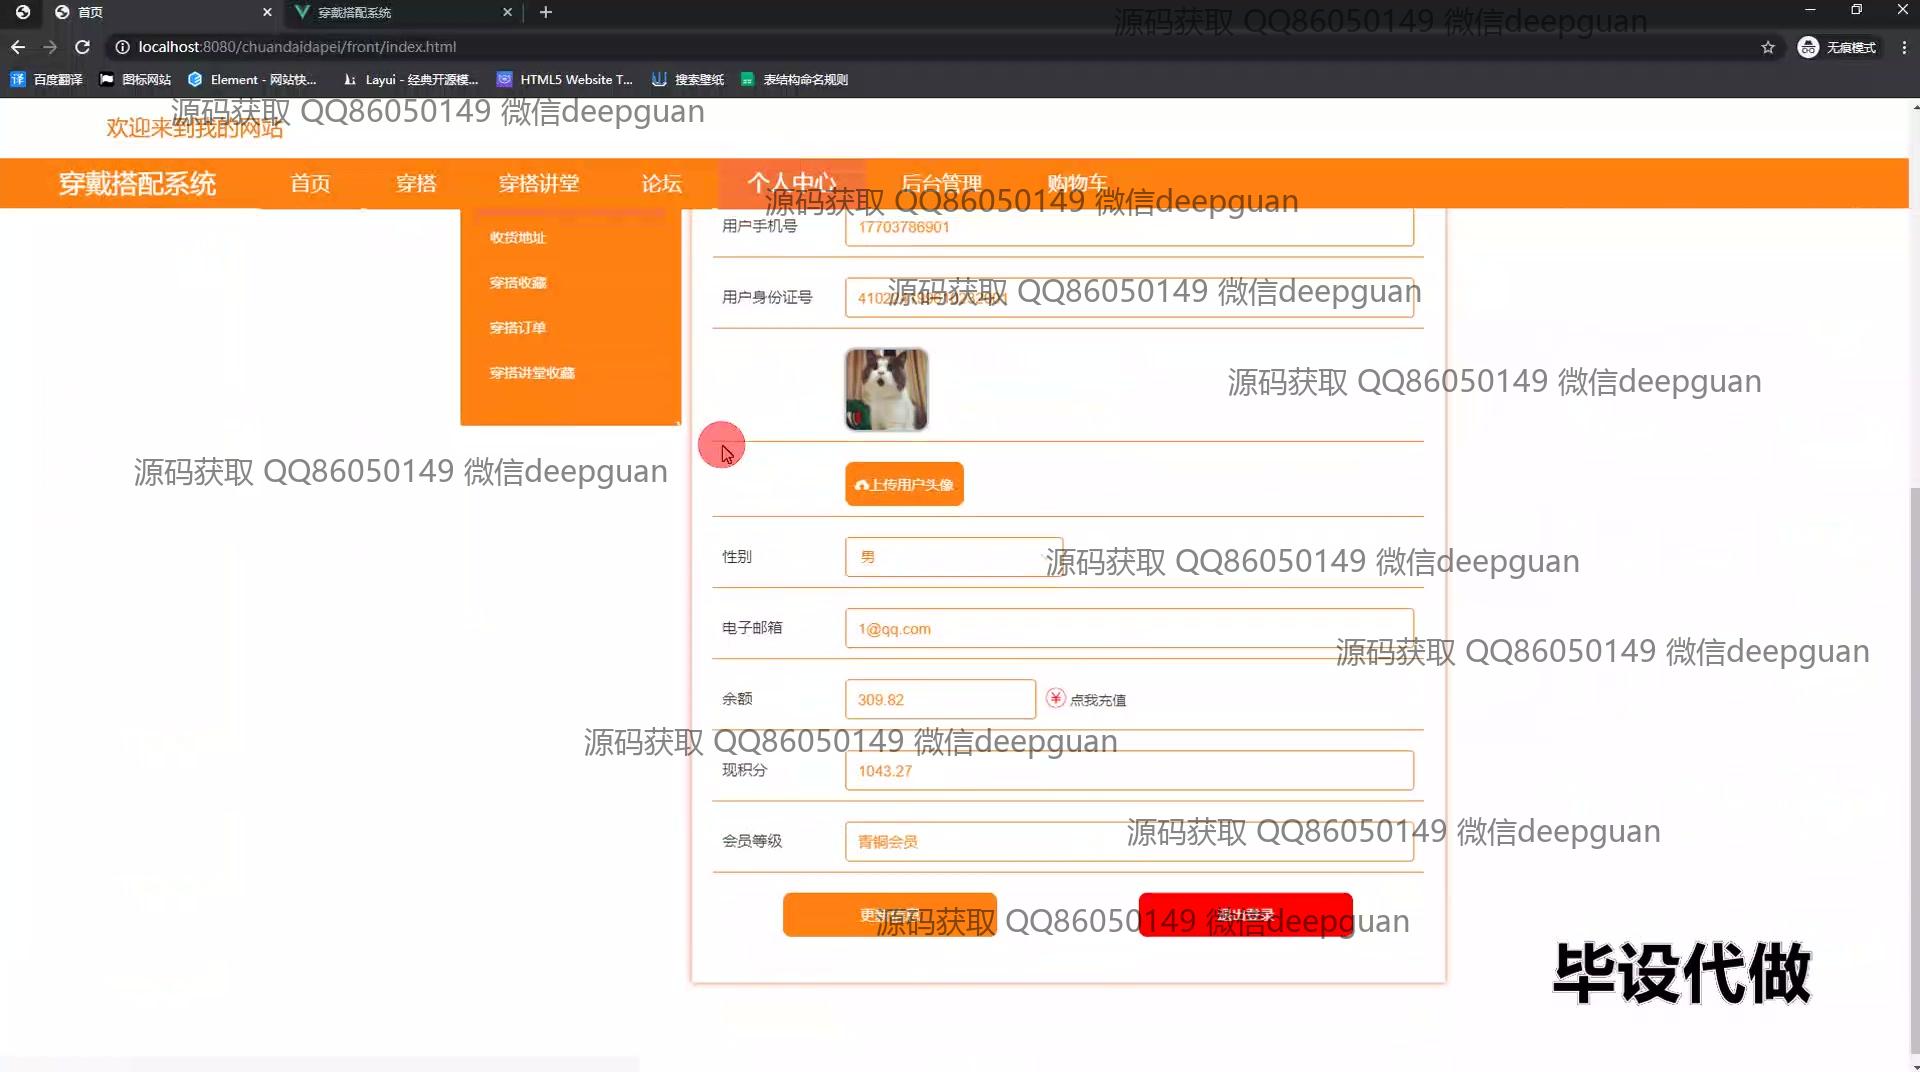 首页
穿戴搭配系统
源码获取 QQ86050149 微信deepguan
localhost:8080/chuandaidapei/front/index.html
无痕模式
百度翻译
图标网站
Element - 网站快...
Layui - 经典开源模...
HTML5 Website T...
搜索壁纸
表结构命名规则
源码获取 QQ86050149 微信deepguan
欢迎来到我的网站
穿戴搭配系统
首页
穿搭
穿搭讲堂
论坛
个人中心
后台管理
购物车
源码获取 QQ86050149 微信deepguan
收货地址
穿搭收藏
穿搭订单
穿搭讲堂收藏
用户手机号
17703786901
用户身份证号
源码获取 QQ86050149 微信deepguan
源码获取 QQ86050149 微信deepguan
源码获取 QQ86050149 微信deepguan
上传用户头像
性别
男
源码获取 QQ86050149 微信deepguan
电子邮箱
1@qq.com
源码获取 QQ86050149 微信deepguan
余额
309.82
¥ 点我充值
源码获取 QQ86050149 微信deepguan
现积分
1043.27
会员等级
青铜会员
源码获取 QQ86050149 微信deepguan
退出登录
源码获取 QQ86050149 微信deepguan
毕设代做